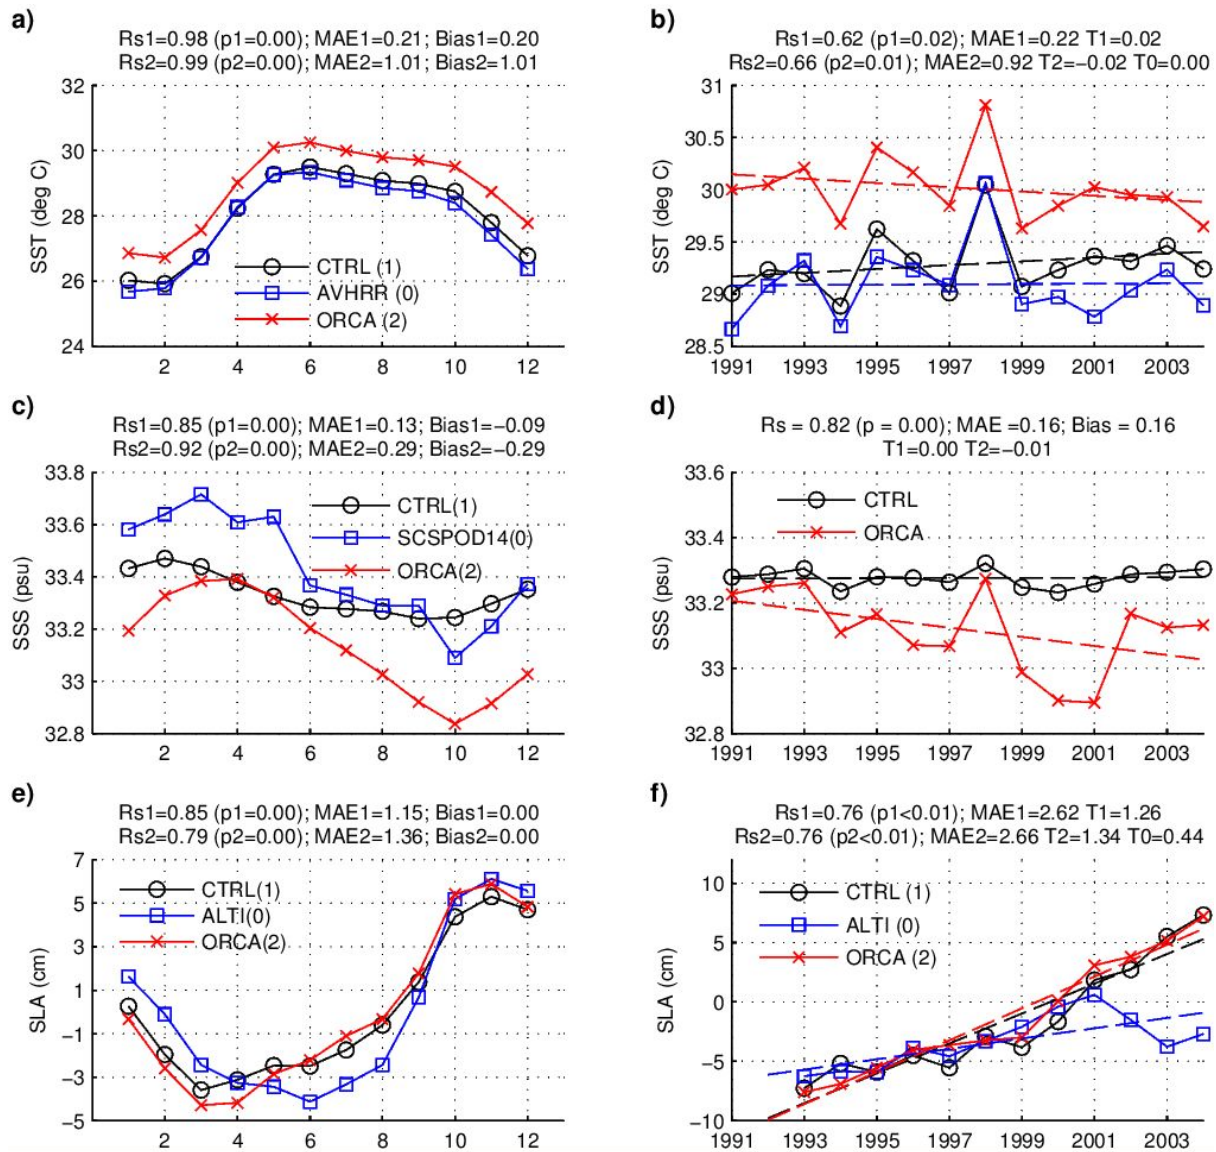 a)
Rs1=0.98 (p1=0.00); MAE1=0.21; Bias1=0.20
Rs2=0.99 (p2=0.00); MAE2=1.01; Bias2=1.01
32
30
28
26
24
SST (deg C)
CTRL (1)
AVHRR (0)
ORCA (2)
2 4 6 8 10 12
b)
Rs1=0.62 (p1=0.02); MAE1=0.22 T1=0.02
Rs2=0.66 (p2=0.01); MAE2=0.92 T2=−0.02 T0=0.00
31
30.5
30
29.5
29
28.5
SST (deg C)
1991 1993 1995 1997 1999 2001 2003
c)
Rs1=0.85 (p1=0.00); MAE1=0.13; Bias1=−0.09
Rs2=0.92 (p2=0.00); MAE2=0.29; Bias2=−0.29
33.8
33.6
33.4
33.2
33
32.8
SSS (psu)
CTRL(1)
SCSPOD14(0)
ORCA(2)
2 4 6 8 10 12
d)
Rs = 0.82 (p = 0.00); MAE =0.16; Bias = 0.16
T1=0.00 T2=−0.01
33.6
33.4
33.2
33
32.8
SSS (psu)
CTRL
ORCA
1991 1993 1995 1997 1999 2001 2003
e)
Rs1=0.85 (p1=0.00); MAE1=1.15; Bias1=0.00
Rs2=0.79 (p2=0.00); MAE2=1.36; Bias2=0.00
7
5
3
1
−1
−3
−5
SLA (cm)
CTRL(1)
ALTI(0)
ORCA(2)
2 4 6 8 10 12
f)
Rs1=0.76 (p1<0.01); MAE1=2.62 T1=1.26
Rs2=0.76 (p2<0.01); MAE2=2.66 T2=1.34 T0=0.44
10
5
0
−5
−10
SLA (cm)
CTRL (1)
ALTI (0)
ORCA (2)
1991 1993 1995 1997 1999 2001 2003